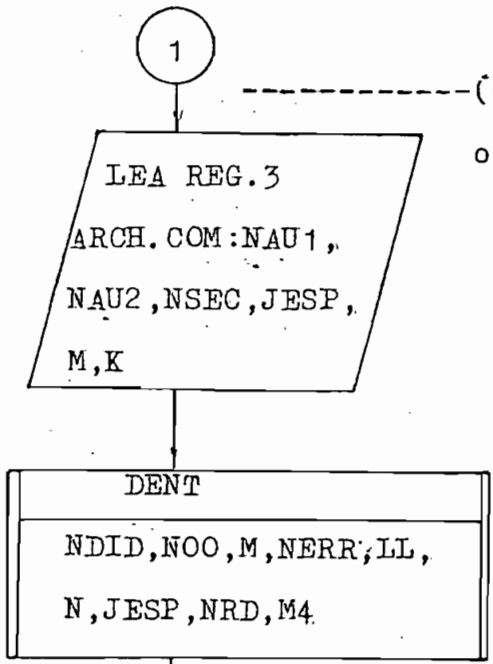 1
------------(
o
LEA REG.3
ARCH.COM:NAU1,
NAU2,NSEC,JESP,
M,K
DENT
NDID,NOO,M,NERR,LL,
N,JESP,NRD,M4